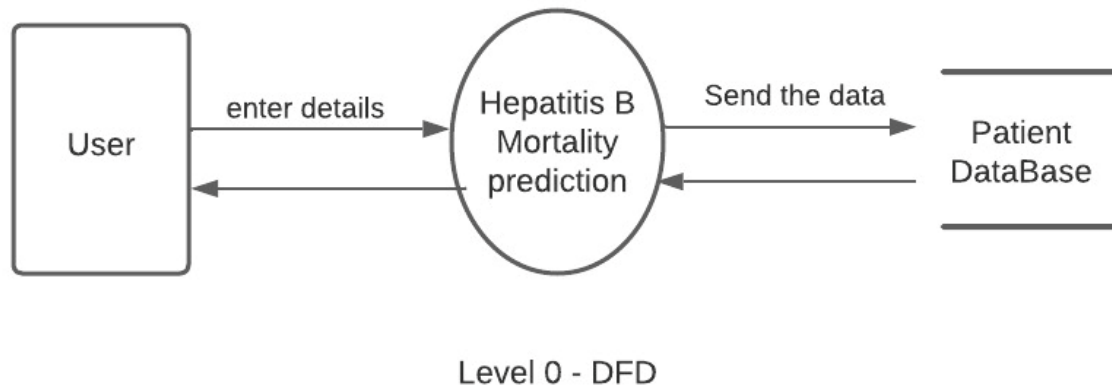 User
enter details
Hepatitis B
Mortality
prediction
Send the data
Patient
DataBase
Level 0 - DFD